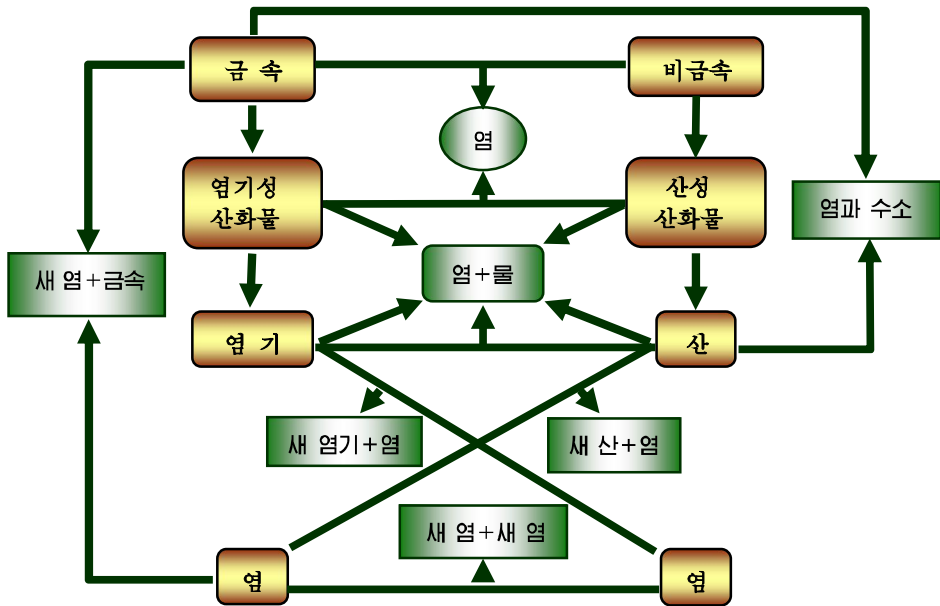 금 속
비금속
염
염기성
산화물
산성
산화물
염과 수소
새 염+금속
염+물
염 기
산
새 염기+염
새 산+염
새 염+새 염
염
염